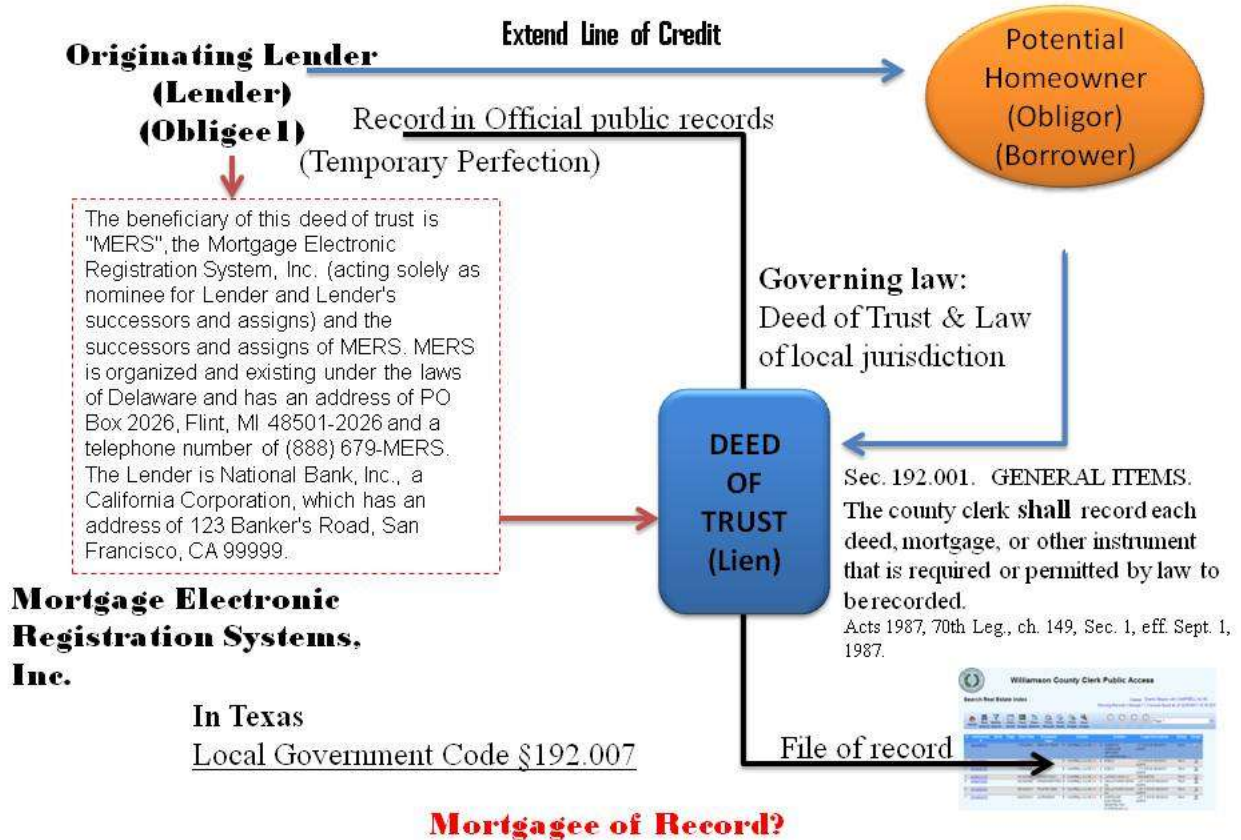 Extend Line of Credit
Originating Lender
(Lender)
(Obligee1)
Potential
Homeowner
(Obligor)
(Borrower)
Record in Official public records
(Temporary Perfection)
The beneficiary of this deed of trust is
"MERS", the Mortgage Electronic
Registration System, Inc. (acting solely as
nominee for Lender and Lender's
successors and assigns) and the
successors and assigns of MERS. MERS
is organized and existing under the laws
of Delaware and has an address of PO
Box 2026, Flint, MI 48501-2026 and a
telephone number of (888) 679-MERS.
The Lender is National Bank, Inc., a
California Corporation, which has an
address of 123 Banker's Road, San
Francisco, CA 99999.
Governing law:
Deed of Trust & Law
of local jurisdiction
DEED
OF
TRUST
(Lien)
Sec. 192.001. GENERAL ITEMS.
The county clerk shall record each
deed, mortgage, or other instrument
that is required or permitted by law to
be recorded.
Acts 1987, 70th Leg., ch. 149, Sec. 1, eff. Sept. 1,
1987.
Mortgage Electronic
Registration Systems,
Inc.
In Texas
Local Government Code §192.007
File of record
Williamson County Clerk Public Access
Search Real Estate Index
Mortgagee of Record?